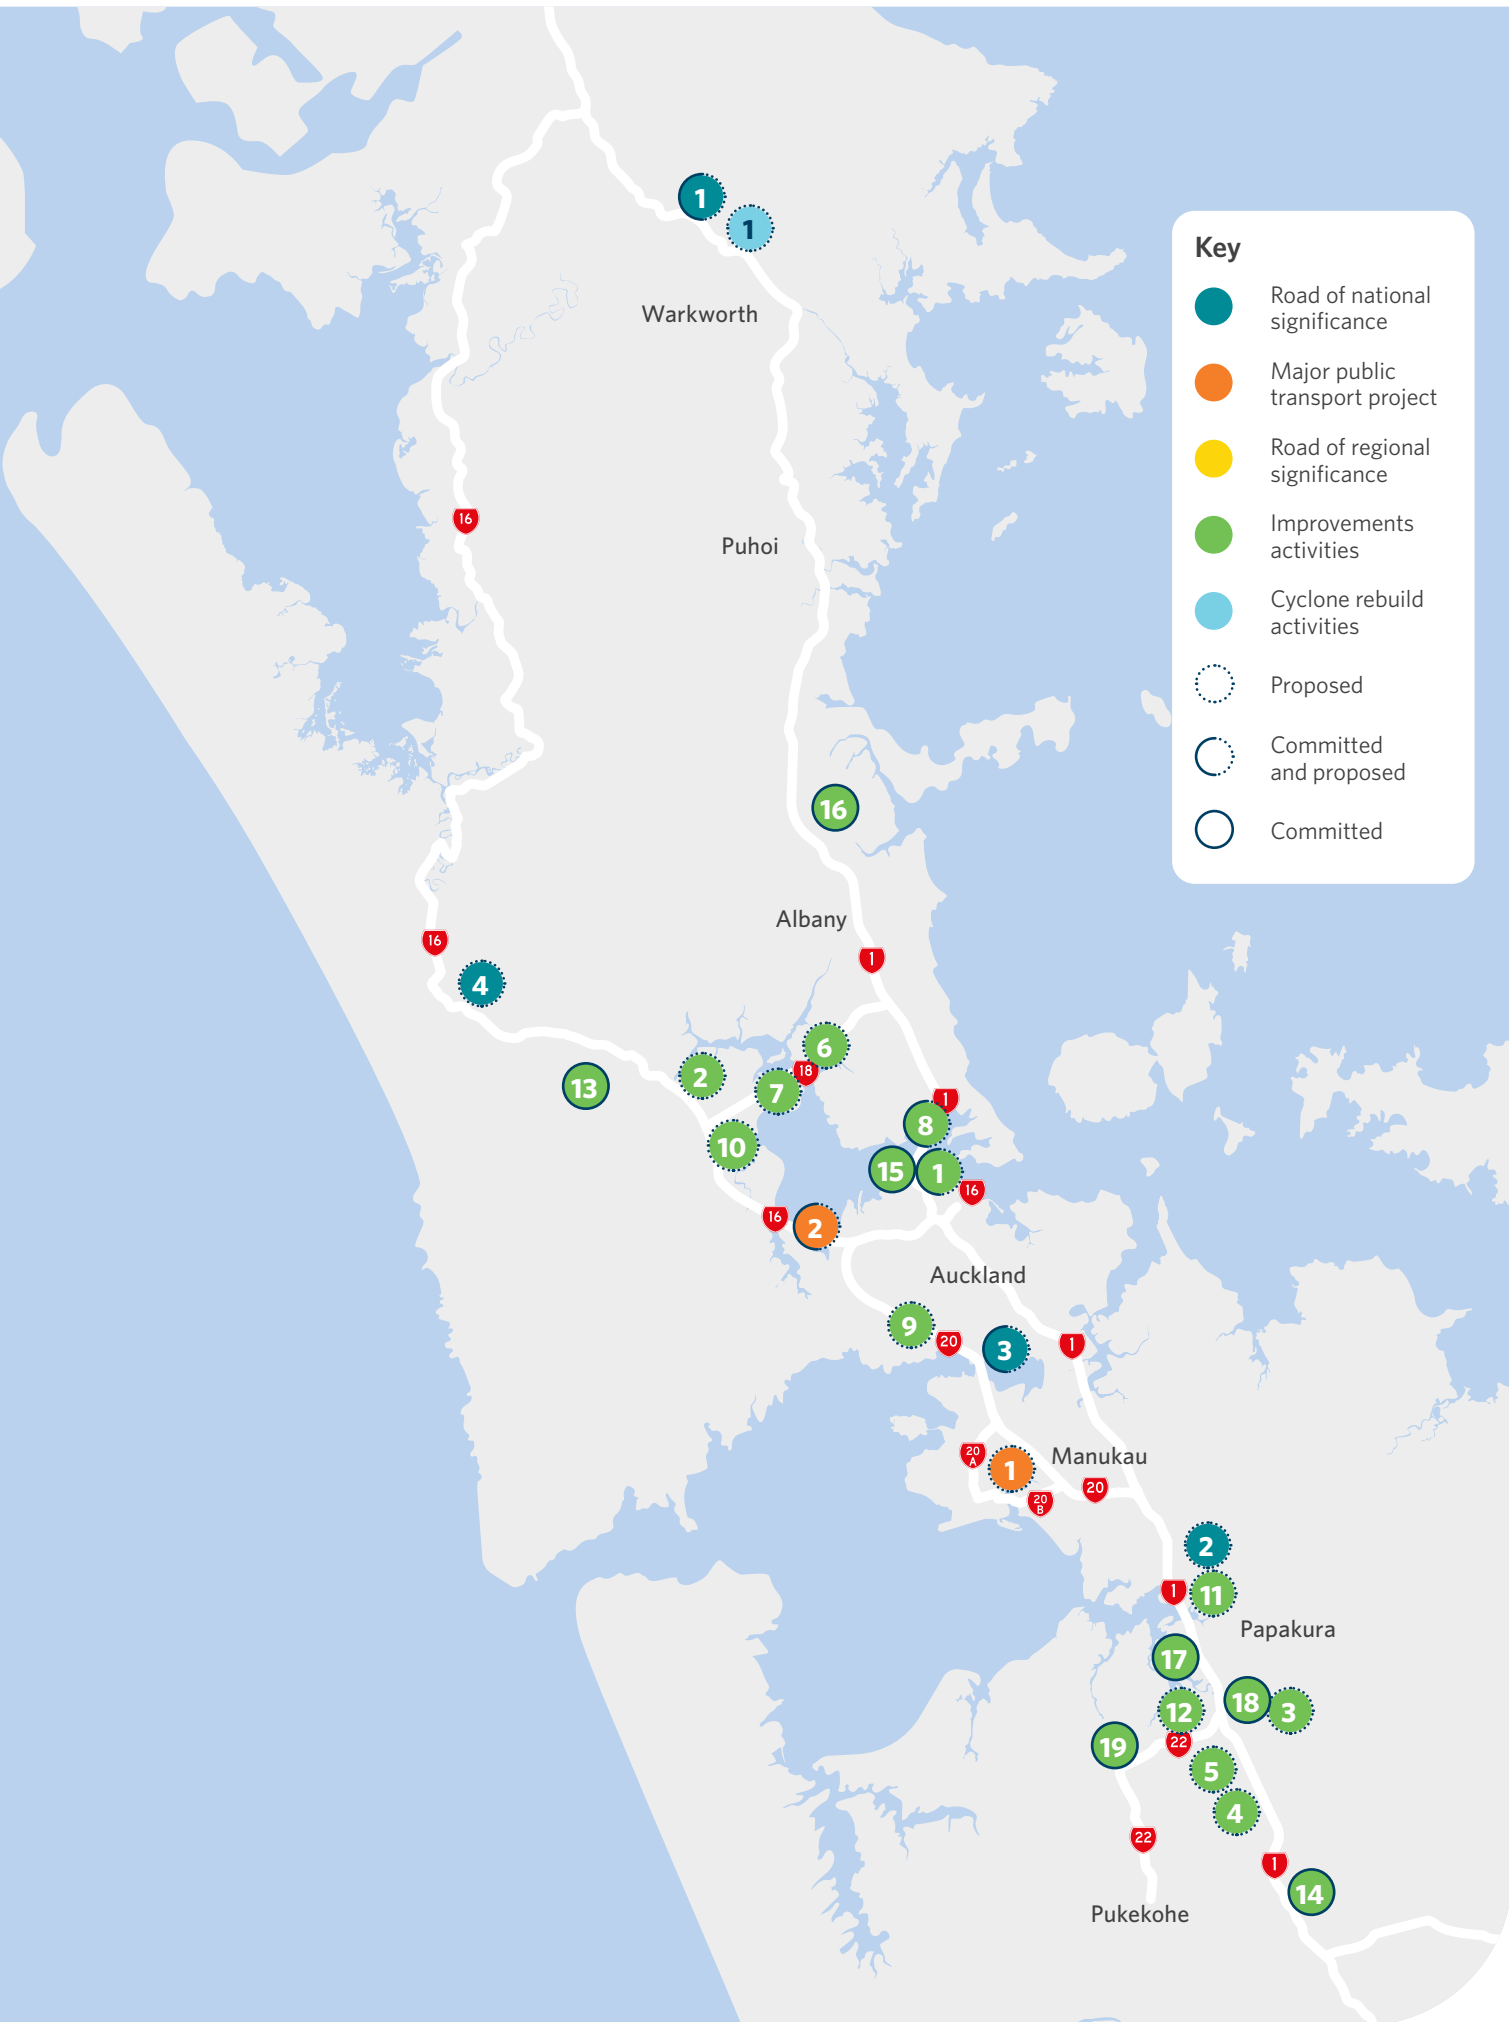 1
1
Warkworth
Key
Road of national
significance
Major public
transport project
Road of regional
significance
Improvements
activities
Cyclone rebuild
activities
Proposed
Committed
and proposed
Committed
16
Puhoi
16
Albany
16
1
4
6
18
2
7
13
1
8
10
15
1
16
16
2
Auckland
9
20
3
1
20
A
1
Manukau
20
B
20
2
1
11
Papakura
17
18
3
12
22
19
5
4
22
1
14
Pukekohe